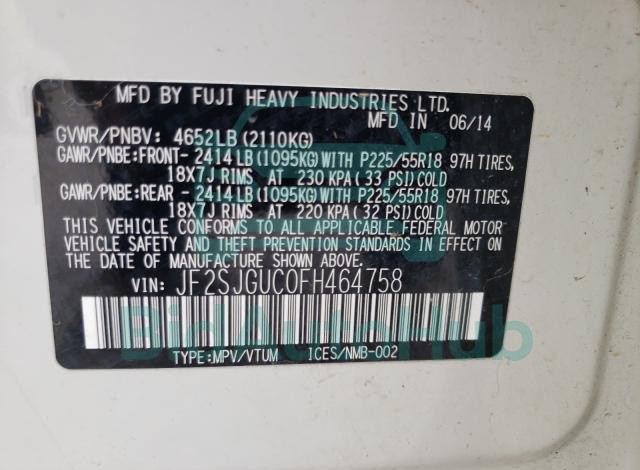 MFD BY FUJI HEAVY INDUSTRIES LTD.
MFD IN 06/14
GVWR/PNBV: 4652LB(2110KG)
GAWR/PNBE:FRONT- 2414LB(1095KG)WITH P225/55R18 97H TIRES,
18X7J RIMS AT 230 KPA(33 PSI)COLD
GAWR/PNBE:REAR - 2414LB(1095KG)WITH P225/55R18 97H TIRES,
18X7J RIMS AT 220 KPA(32 PSI)COLD
THIS VEHICLE CONFORMS TO ALL APPLICABLE FEDERAL MOTOR
VEHICLE SAFETY AND THEFT PREVENTION STANDARDS IN EFFECT
ON THE DATE OF MANUFACTURE SHOWN ABOVE.
VIN: JF2SJGUC0FH464758
BidAutoHub
TYPE:MPV/VTUM ICES/NMB-002